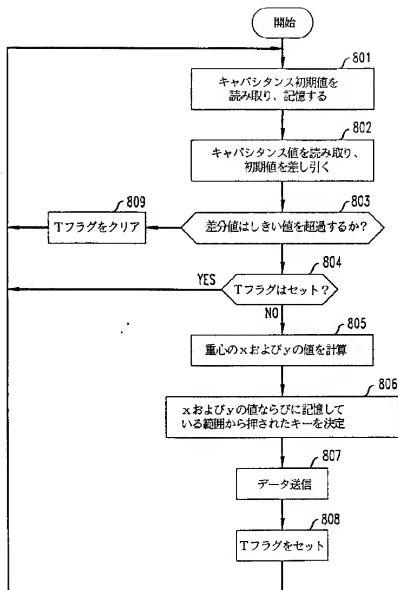 開始
801
キャパシタンス初期値を
読み取り、記憶する
802
キャパシタンス値を読み取り、
初期値を差し引く
809
803
Tフラグをクリア
差分値はしきい値を超過するか?
804
YES
Tフラグはセット?
NO
805
重心のxおよびyの値を計算
806
xおよびyの値ならびに記憶して
いる範囲から押されたキーを決定
807
データ送信
808
Tフラグをセット